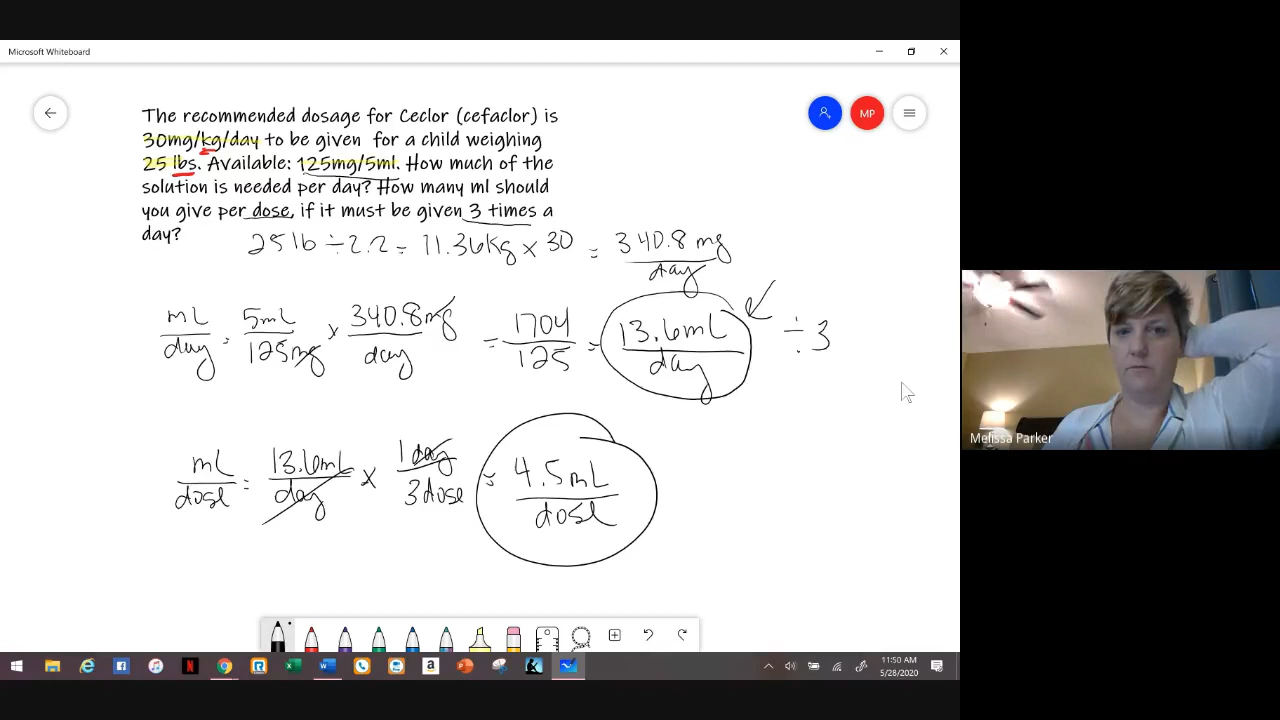 Microsoft Whiteboard
MP
The recommended dosage for Ceclor (cefaclor) is
30mg/kg/day to be given for a child weighing
25 lbs. Available: 125mg/5ml. How much of the
solution is needed per day? How many ml should
you give per dose, if it must be given 3 times a
day?
25 lb ÷ 2.2 = 11.36kg × 30 = 340.8 mg/day
mL/day = 5mL/125mg × 340.8mg/day = 1704/125 = 13.6mL/day ÷ 3
mL/dose = 13.6mL/day × 1day/3dose = 4.5mL/dose
Melissa Parker
11:50 AM
5/28/2020